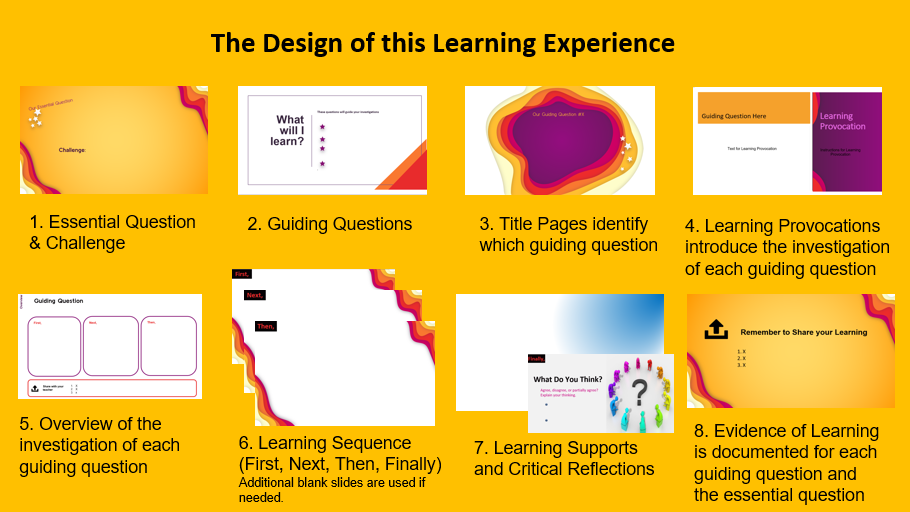 The Design of this Learning Experience
Our Essential Question
Challenge:
What
will I
learn?
These questions will guide your investigations
Our Guiding Question #1
Guiding Question Here
Text for Learning Provocation
Learning
Provocation
Learning
Provocation
1. Essential Question
& Challenge
2. Guiding Questions
3. Title Pages identify
which guiding question
4. Learning Provocations
introduce the investigation
of each guiding question
Overview
Guiding Question
First,
Next,
Then,
Share with your
teacher
1. X
2. X
3. X
First,
Next,
Then,
Finally,
What Do You Think?
Agree, disagree, or partially agree?
Explain your thinking.
Remember to Share your Learning
1. X
2. X
3. X
5. Overview of the
investigation of each
guiding question
6. Learning Sequence
(First, Next, Then, Finally)
Additional blank slides are used if
needed.
7. Learning Supports
and Critical Reflections
8. Evidence of Learning
is documented for each
guiding question and
the essential question